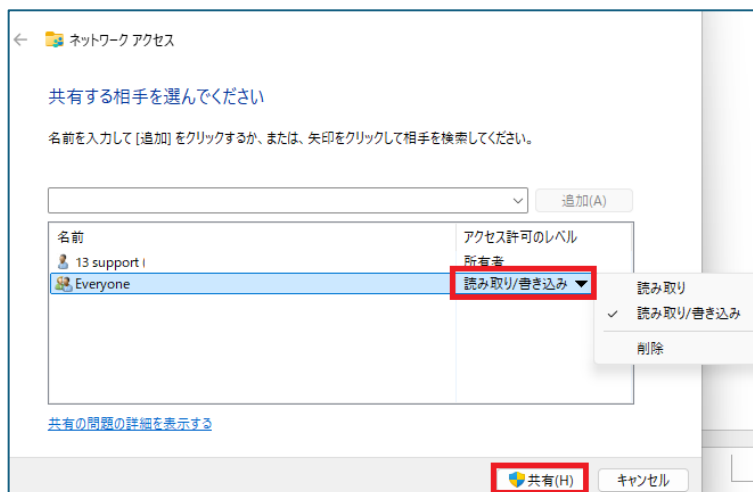 ネットワーク アクセス
共有する相手を選んでください
名前を入力して [追加] をクリックするか、または、矢印をクリックして相手を検索してください。
追加(A)
名前 アクセス許可のレベル
13 support ( 所有者
Everyone 読み取り/書き込み
読み取り
読み取り/書き込み
削除
共有の問題の詳細を表示する
共有(H) キャンセル